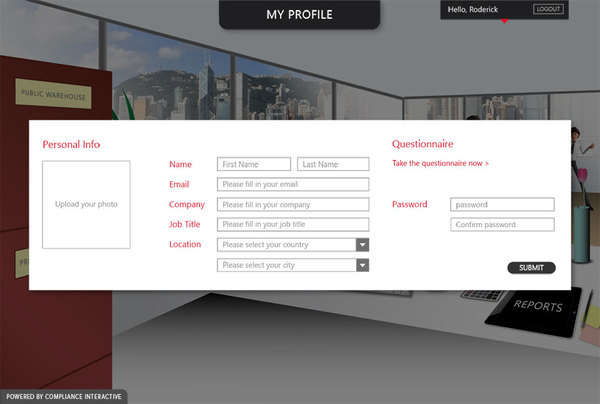 MY PROFILE
Hello, Roderick
LOGOUT
PUBLIC WAREHOUSE
Personal Info
Questionnaire
Upload your photo
Name
First Name
Last Name
Take the questionnaire now >
Email
Please fill in your email
Company
Please fill in your company
Password
password
Job Title
Please fill in your job title
Confirm password
Location
Please select your country
Please select your city
SUBMIT
REPORTS
POWERED BY COMPLIANCE INTERACTIVE